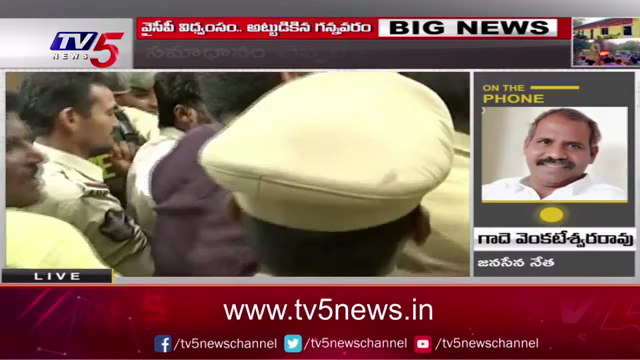 TV5
NEWS
వైసీపీ విధ్వంసం.. అట్టుడికిన గన్నవరం
BIG NEWS
ON THE
PHONE
గాదె వెంకటేశ్వరరావు
జనసేన నేత
LIVE
www.tv5news.in
/tv5newschannel
/tv5newschannel
/tv5newschannel